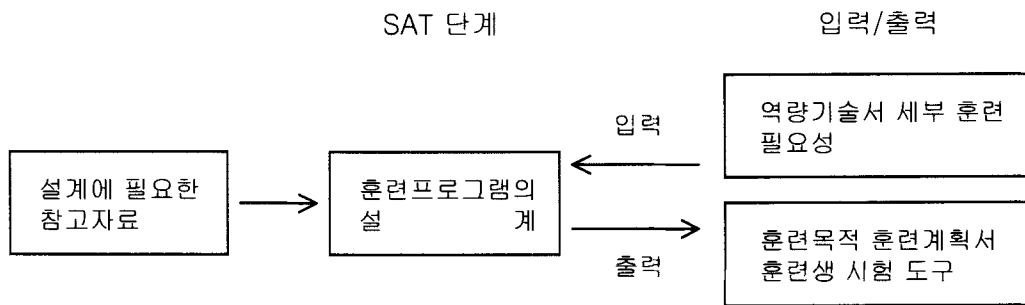 SAT 단계
입력/출력
역량기술서 세부 훈련
필요성
입력
설계에 필요한
참고자료
훈련프로그램의
설 계
훈련목적 훈련계획서
훈련생 시험 도구
출력